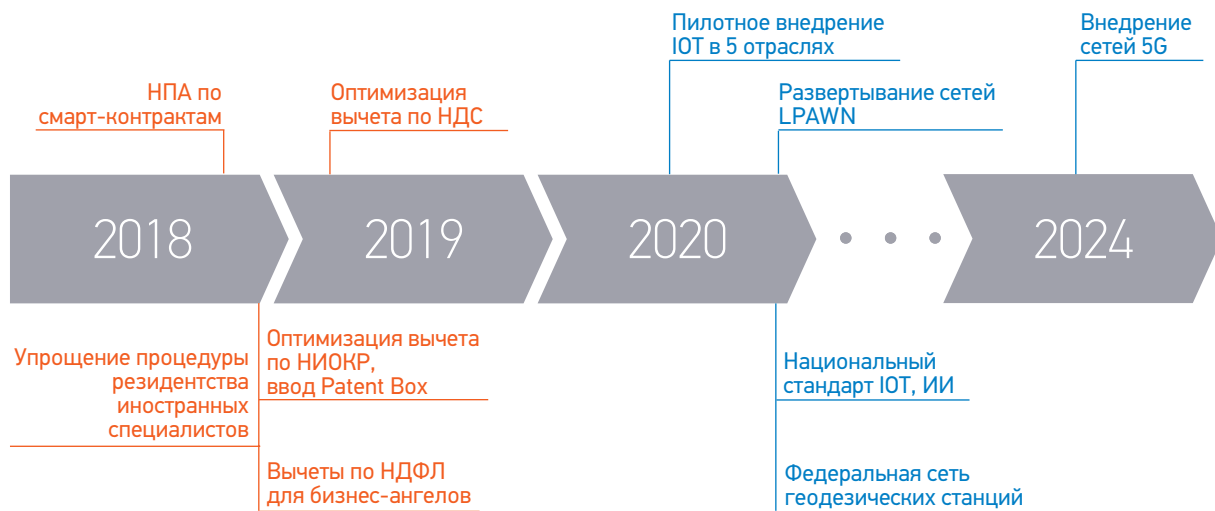 НПА по
смарт-контрактам
Оптимизация
вычета по НДС
Пилотное внедрение
IOT в 5 отраслях
Развертывание сетей
LPAWN
Внедрение
сетей 5G
2018
2019
2020
2024
Упрощение процедуры
резидентства
иностранных
специалистов
Оптимизация вычета
по НИОКР,
ввод Patent Box
Вычеты по НДФЛ
для бизнес-ангелов
Национальный
стандарт IOT, ИИ
Федеральная сеть
геодезических станций